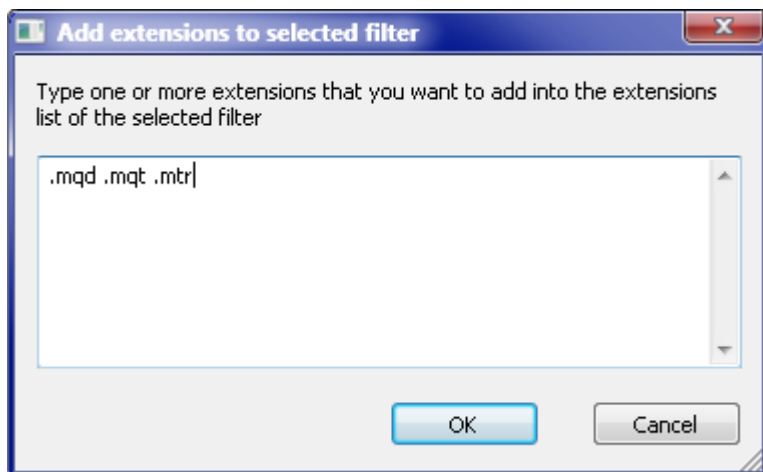 Add extensions to selected filter
Type one or more extensions that you want to add into the extensions
list of the selected filter
.mqd .mqt .mtr
OK
Cancel